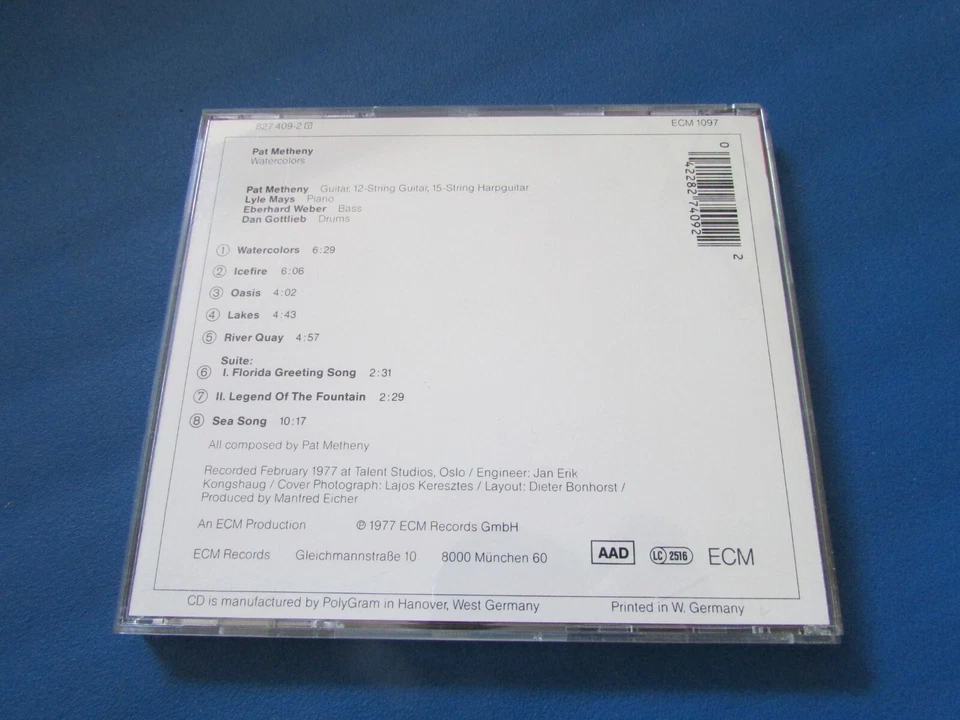 827 409-2
ECM 1097
Pat Metheny
Watercolors
Pat Metheny Guitar, 12-String Guitar, 15-String Harpguitar
Lyle Mays Piano
Eberhard Weber Bass
Dan Gottlieb Drums
1 Watercolors 6:29
2 Icefire 6:06
3 Oasis 4:02
4 Lakes 4:43
5 River Quay 4:57
Suite:
6 I. Florida Greeting Song 2:31
7 II. Legend Of The Fountain 2:29
8 Sea Song 10:17
All composed by Pat Metheny
Recorded February 1977 at Talent Studios, Oslo / Engineer: Jan Erik
Kongshaug / Cover Photograph: Lajos Keresztes / Layout: Dieter Bonhorst /
Produced by Manfred Eicher
An ECM Production ℗ 1977 ECM Records GmbH
ECM Records Gleichmannstraße 10 8000 München 60
AAD
LC 2516
ECM
CD is manufactured by PolyGram in Hanover, West Germany
Printed in W. Germany
0 42282 74092 2